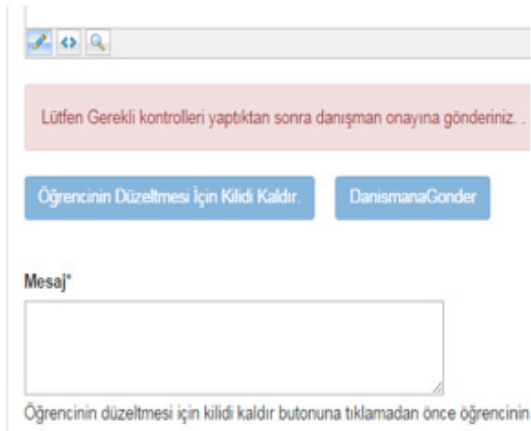 Lütfen Gerekli kontrolleri yaptıktan sonra danışman onayına gönderiniz. .
Öğrencinin Düzeltmesi İçin Kilidi Kaldır. DanismanaGonder
Mesaj*
Öğrencinin düzeltmesi için kilidi kaldır butonuna tıklamadan önce öğrencinin